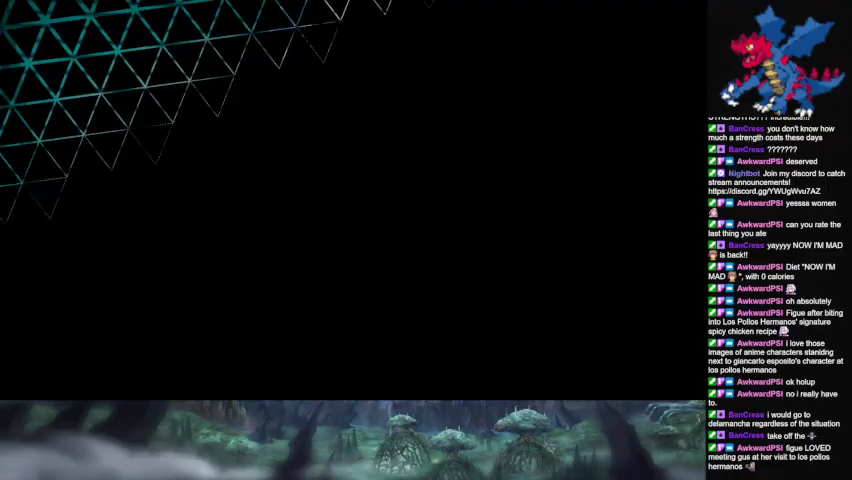 BanCress you don't know how
much a strength costs these days
BanCress ???????
AwkwardPSI deserved
Nightbot Join my discord to catch
stream announcements!
https://discord.gg/YWUgWvu7AZ
AwkwardPSI yessss women
AwkwardPSI can you rate the
last thing you ate
BanCress yayyyy NOW I'M MAD
is back!!
AwkwardPSI Diet "NOW I'M
MAD ", with 0 calories
AwkwardPSI
AwkwardPSI oh absolutely
AwkwardPSI Figue after biting
into Los Pollos Hermanos' signature
spicy chicken recipe
AwkwardPSI i love those
images of anime characters stanidng
next to giancarlo esposito's character at
los pollos hermanos
AwkwardPSI ok holup
AwkwardPSI no i really have
to.
BanCress i would go to
delamancha regardless of the situation
BanCress take off the
AwkwardPSI figue LOVED
meeting gus at her visit to los pollos
hermanos